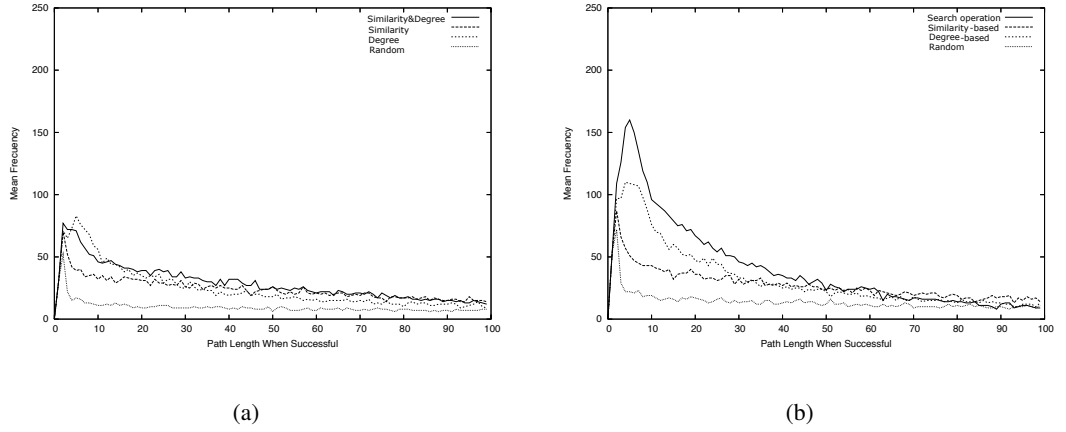 250
200
150
100
50
0
Mean Frecuency
0 10 20 30 40 50 60 70 80 90 100
Path Length When Successful
Similarity&Degree
Similarity
Degree
Random
(a)
250
200
150
100
50
0
Mean Frecuency
0 10 20 30 40 50 60 70 80 90 100
Path Length When Successful
Search operation
Similarity-based
Degree-based
Random
(b)